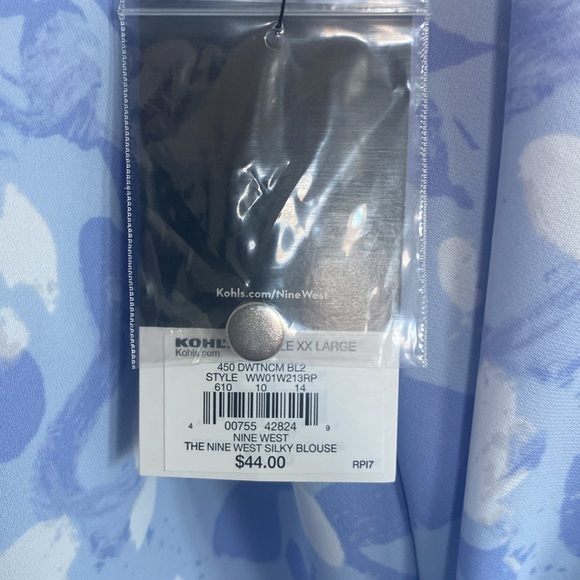 Kohls.com/NineWest
KOHL'S XX LARGE
Kohls.com
450 DWTNCM BL2
STYLE WW01W213RP
610 10 14
4 00755 42824 9
NINE WEST
THE NINE WEST SILKY BLOUSE
$44.00 RPI7